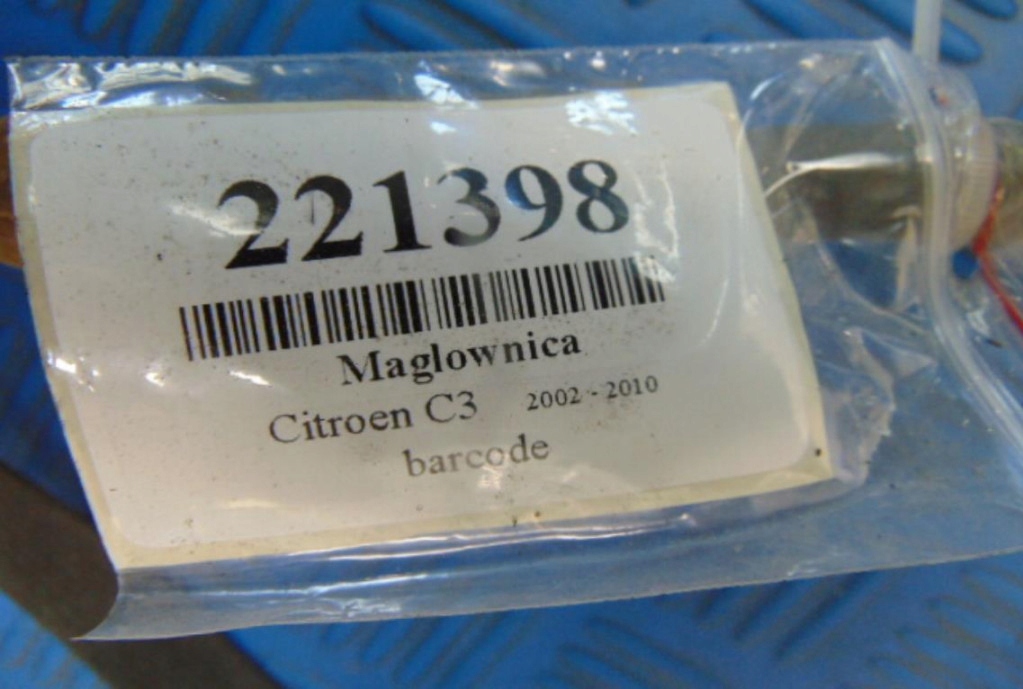 221398
Maglownica
Citroen C3 2002 - 2010
barcode